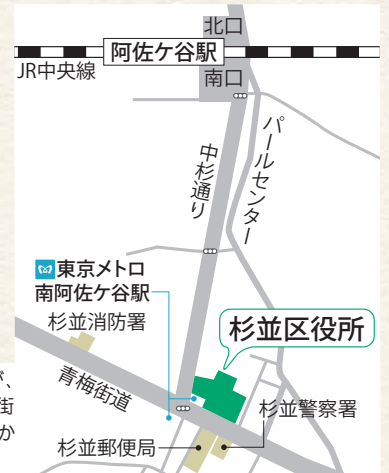 北口
阿佐ケ谷駅
JR中央線
南口
パールセンター
中杉通り
東京メトロ
南阿佐ケ谷駅
杉並消防署
杉並区役所
青梅街道
が、
街
か
杉並警察署
杉並郵便局